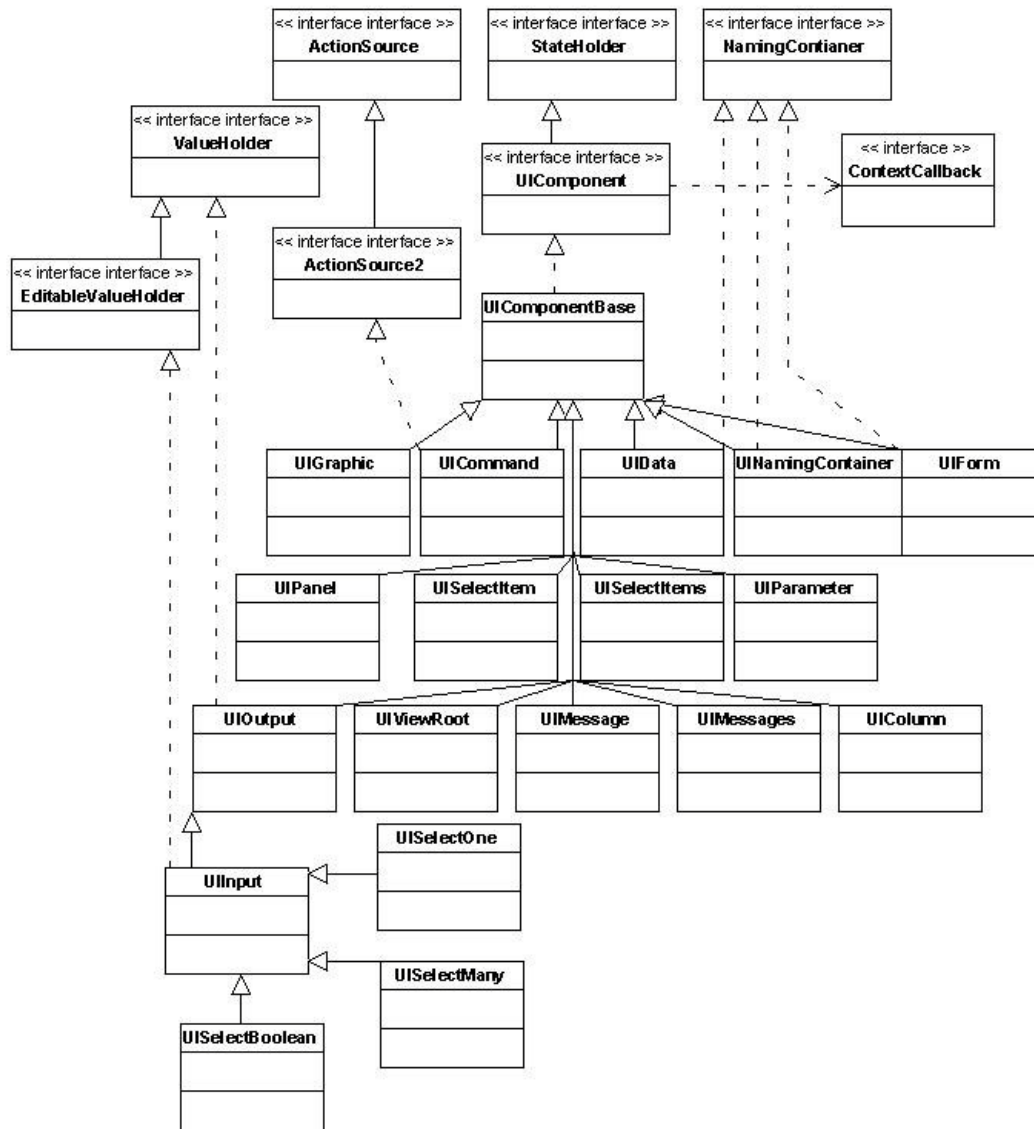 << interface interface >>
ActionSource
<< interface interface >>
StateHolder
<< interface interface >>
NamingContianer
<< interface interface >>
ValueHolder
<< interface interface >>
UIComponent
<< interface >>
ContextCallback
<< interface interface >>
EditableValueHolder
<< interface interface >>
ActionSource2
UIComponentBase
UIGraphic
UICommand
UIData
UINamingContainer
UIForm
UIPanel
UISelectItem
UISelectItems
UIParameter
UIOutput
UIViewRoot
UIMessage
UIMessages
UIColumn
UISelectOne
UIInput
UISelectMany
UISelectBoolean